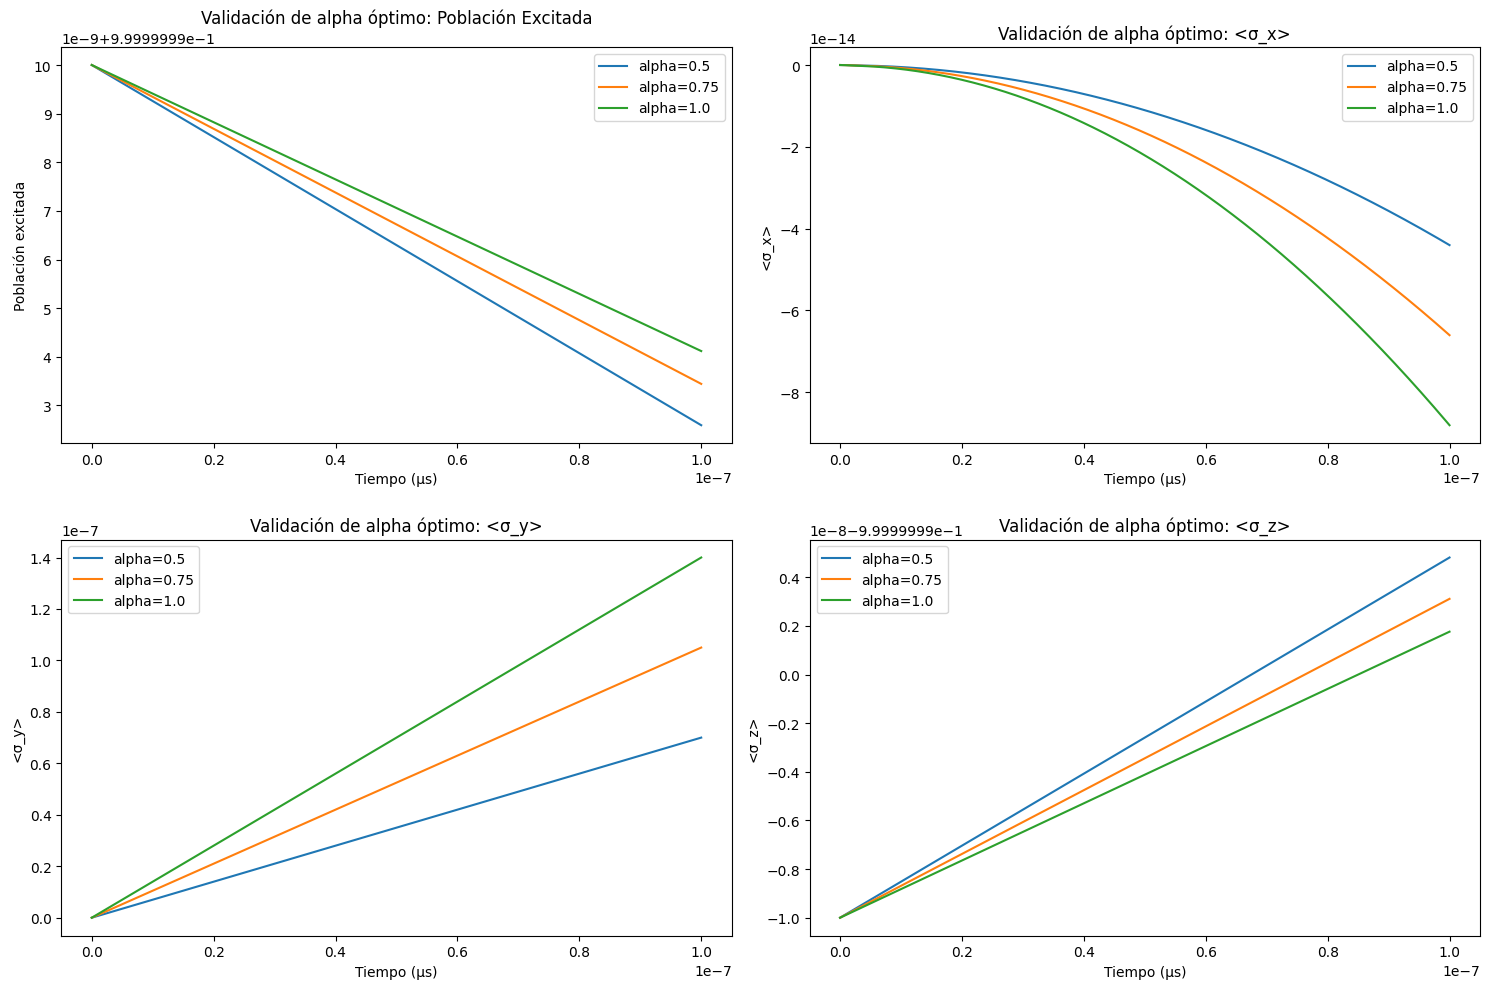 Validación de alpha óptimo: Población Excitada
1e−9+9.9999999e−1
alpha=0.5
alpha=0.75
alpha=1.0
10
9
8
7
6
5
4
3
Población excitada
0.0 0.2 0.4 0.6 0.8 1.0
Tiempo (μs)
1e−7
Validación de alpha óptimo: <σ_x>
1e−14
alpha=0.5
alpha=0.75
alpha=1.0
0
−2
−4
−6
−8
<σ_x>
0.0 0.2 0.4 0.6 0.8 1.0
Tiempo (μs)
1e−7
Validación de alpha óptimo: <σ_y>
1e−7
alpha=0.5
alpha=0.75
alpha=1.0
1.4
1.2
1.0
0.8
0.6
0.4
0.2
0.0
<σ_y>
0.0 0.2 0.4 0.6 0.8 1.0
Tiempo (μs)
1e−7
Validación de alpha óptimo: <σ_z>
1e−8−9.9999999e−1
alpha=0.5
alpha=0.75
alpha=1.0
0.4
0.2
0.0
−0.2
−0.4
−0.6
−0.8
−1.0
<σ_z>
0.0 0.2 0.4 0.6 0.8 1.0
Tiempo (μs)
1e−7